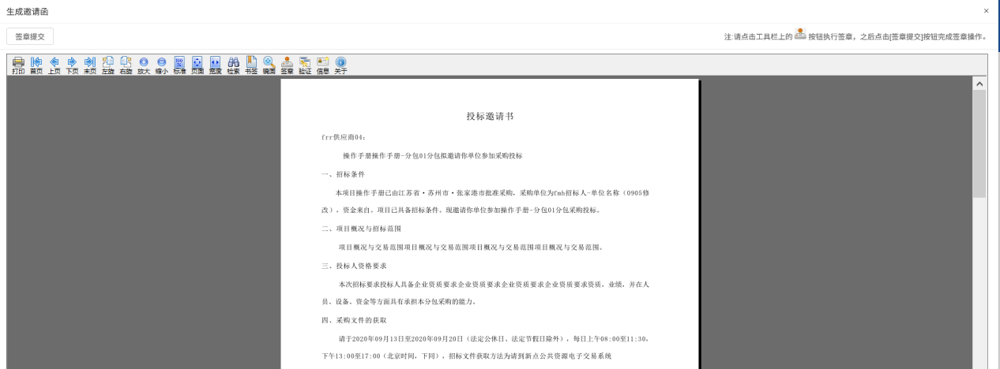 生成邀请函
×
签章提交
注:请点击工具栏上的 按钮执行签章，之后点击[签章提交]按钮完成签章操作。
打印 首页 上页 下页 末页 左旋 右旋 放大 缩小 标准 页面 宽度 检索 书签 镜面 签章 验证 信息 关于
投标邀请书
frr供应商04：
操作手册操作手册-分包01分包拟邀请你单位参加采购投标
一、招标条件
本项目操作手册已由江苏省·苏州市·张家港市批准采购，采购单位为fmh招标人-单位名称（0905修
改），资金来自。项目已具备招标条件，现邀请你单位参加操作手册-分包01分包采购投标。
二、项目概况与招标范围
项目概况与交易范围项目概况与交易范围项目概况与交易范围项目概况与交易范围。
三、投标人资格要求
本次招标要求投标人具备企业资质要求企业资质要求企业资质要求企业资质要求资质，业绩，并在人
员、设备、资金等方面具有承担本分包采购的能力。
四、采购文件的获取
请于2020年09月13日至2020年09月20日（法定公休日、法定节假日除外），每日上午08:00至11:30，
下午13:00至17:00（北京时间，下同），招标文件获取方法为请到新点公共资源电子交易系统